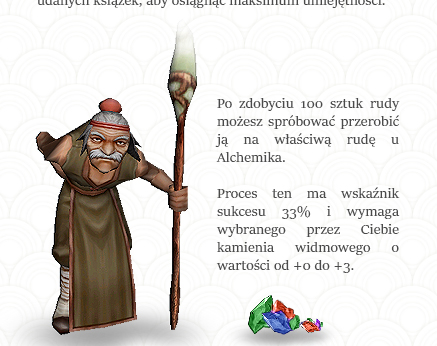 udanych książek, aby osiągnąć maksimum umiejętności.
Po zdobyciu 100 sztuk rudy
możesz spróbować przerobić
ją na właściwą rudę u
Alchemika.
Proces ten ma wskaźnik
sukcesu 33% i wymaga
wybranego przez Ciebie
kamienia widmowego o
wartości od +0 do +3.